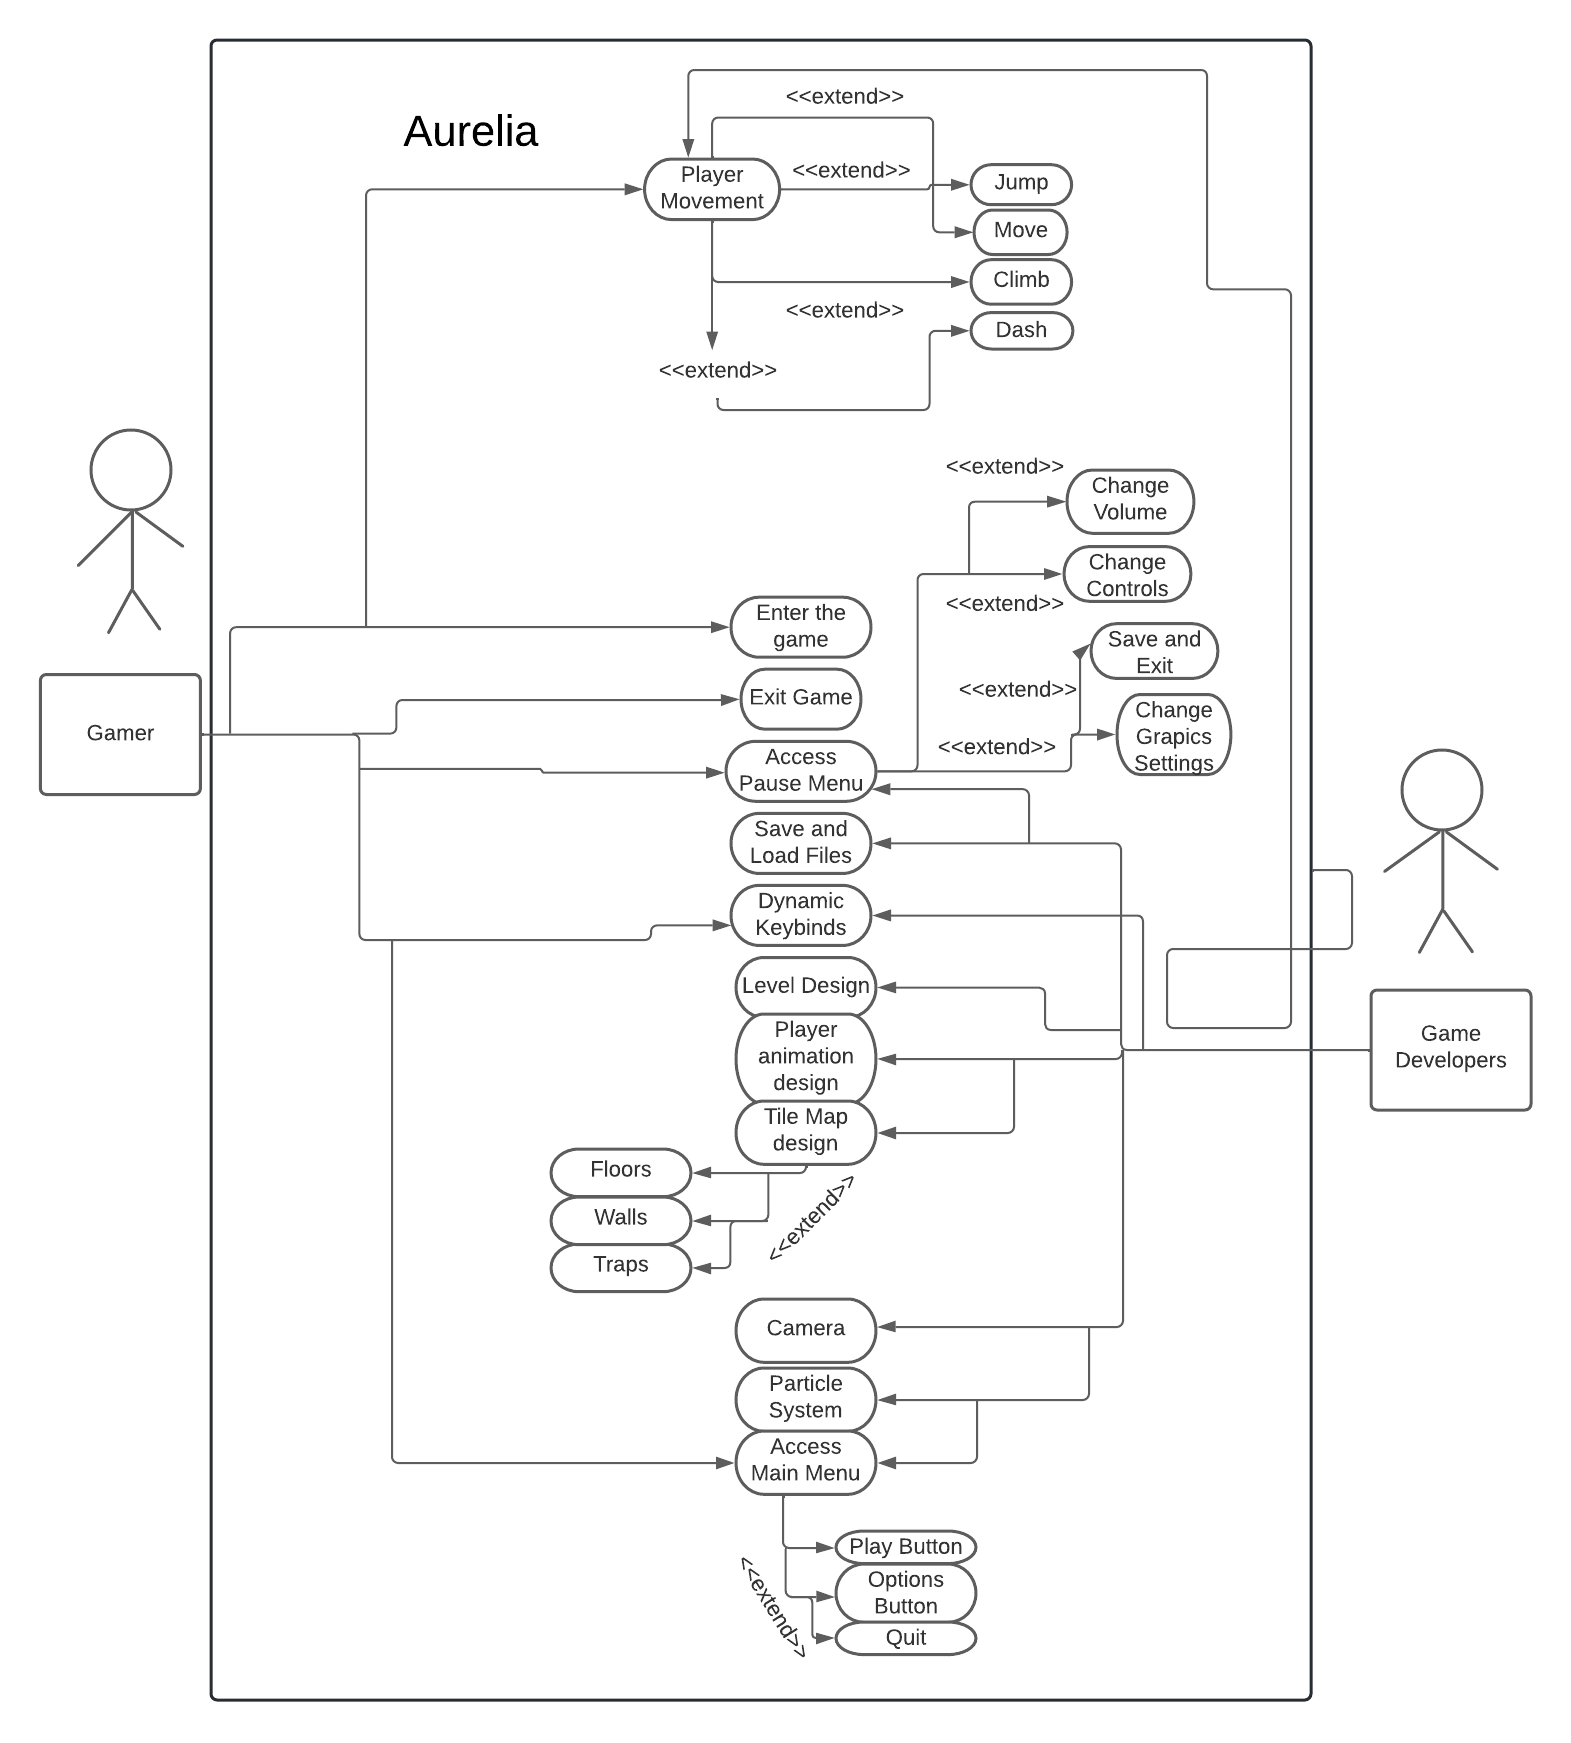 <<extend>>
Aurelia
<<extend>>
Player
Movement
Jump
Move
Climb
<<extend>>
Dash
<<extend>>
<<extend>>
Change
Volume
Change
Controls
<<extend>>
Enter the
game
Save and
Exit
<<extend>>
Exit Game
Gamer
Change
Grapics
Settings
<<extend>>
Access
Pause Menu
Save and
Load Files
Dynamic
Keybinds
Level Design
Player
animation
design
Game
Developers
Tile Map
design
Floors
Walls
Traps
<<extend>>
Camera
Particle
System
Access
Main Menu
Play Button
Options
Button
Quit
<<extend>>